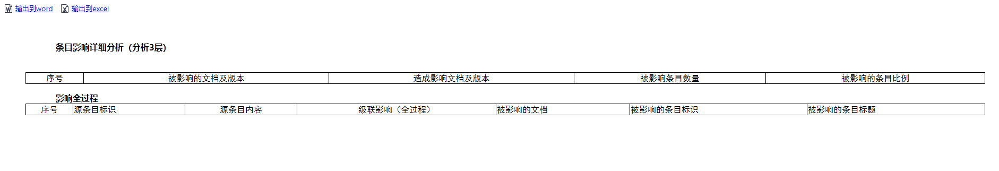 输出到word 输出到excel
条目影响详细分析（分析3层）
序号 被影响的文档及版本 造成影响文档及版本 被影响条目数量 被影响的条目比例
影响全过程
序号 源条目标识 源条目内容 级联影响（全过程） 被影响的文档 被影响的条目标识 被影响的条目标题